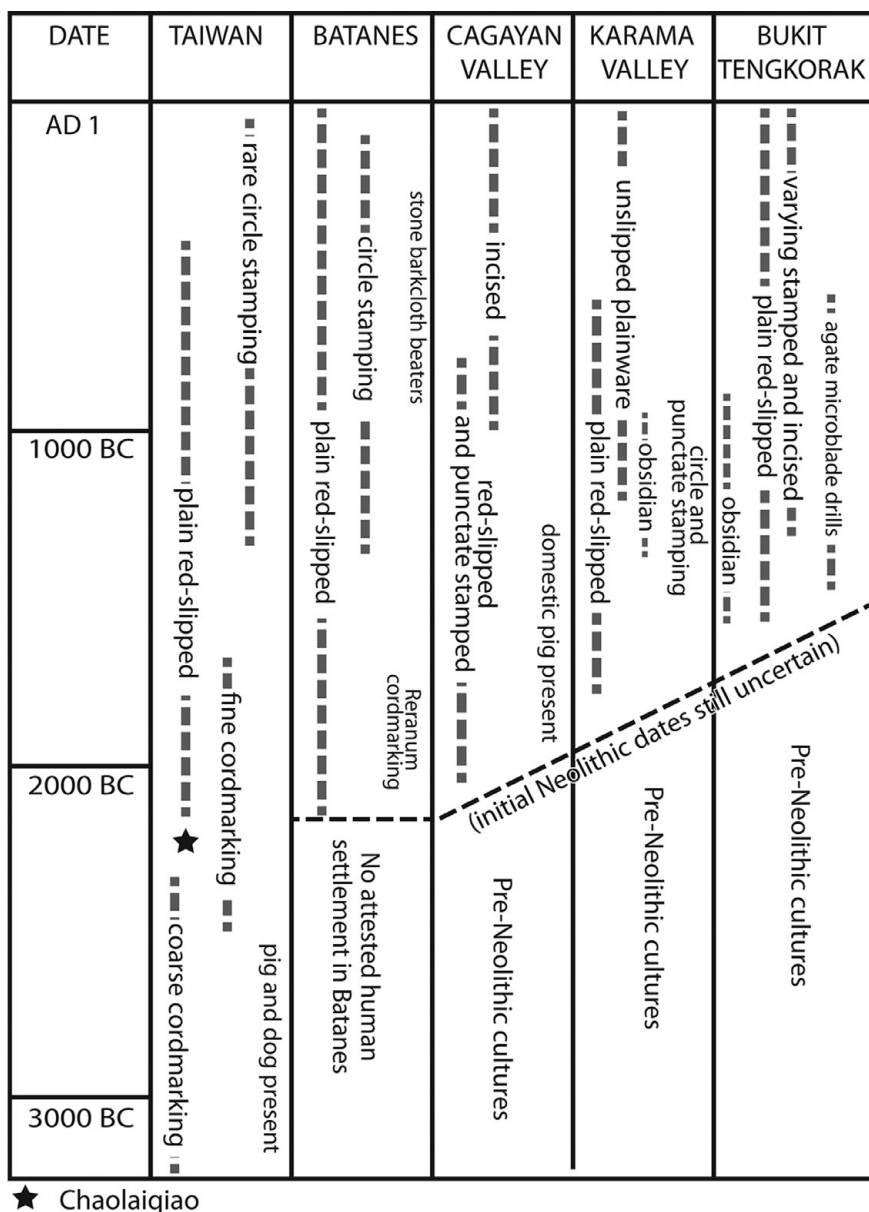 DATE
TAIWAN
BATANES
CAGAYAN
VALLEY
KARAMA
VALLEY
BUKIT
TENGKORAK
AD 1
1000 BC
2000 BC
3000 BC
coarse cordmarking
plain red-slipped
fine cordmarking
rare circle stamping
pig and dog present
plain red-slipped
circle stamping
stone barkcloth beaters
Reranum
cordmarking
No attested human
settlement in Batanes
incised
red-slipped
and punctate stamped
domestic pig present
Pre-Neolithic cultures
unslipped plainware
plain red-slipped
obsidian
circle and
punctate stamping
Pre-Neolithic cultures
varying stamped and incised
plain red-slipped
agate microblade drills
obsidian
(initial Neolithic dates still uncertain)
Pre-Neolithic cultures
★ Chaolaiqiao